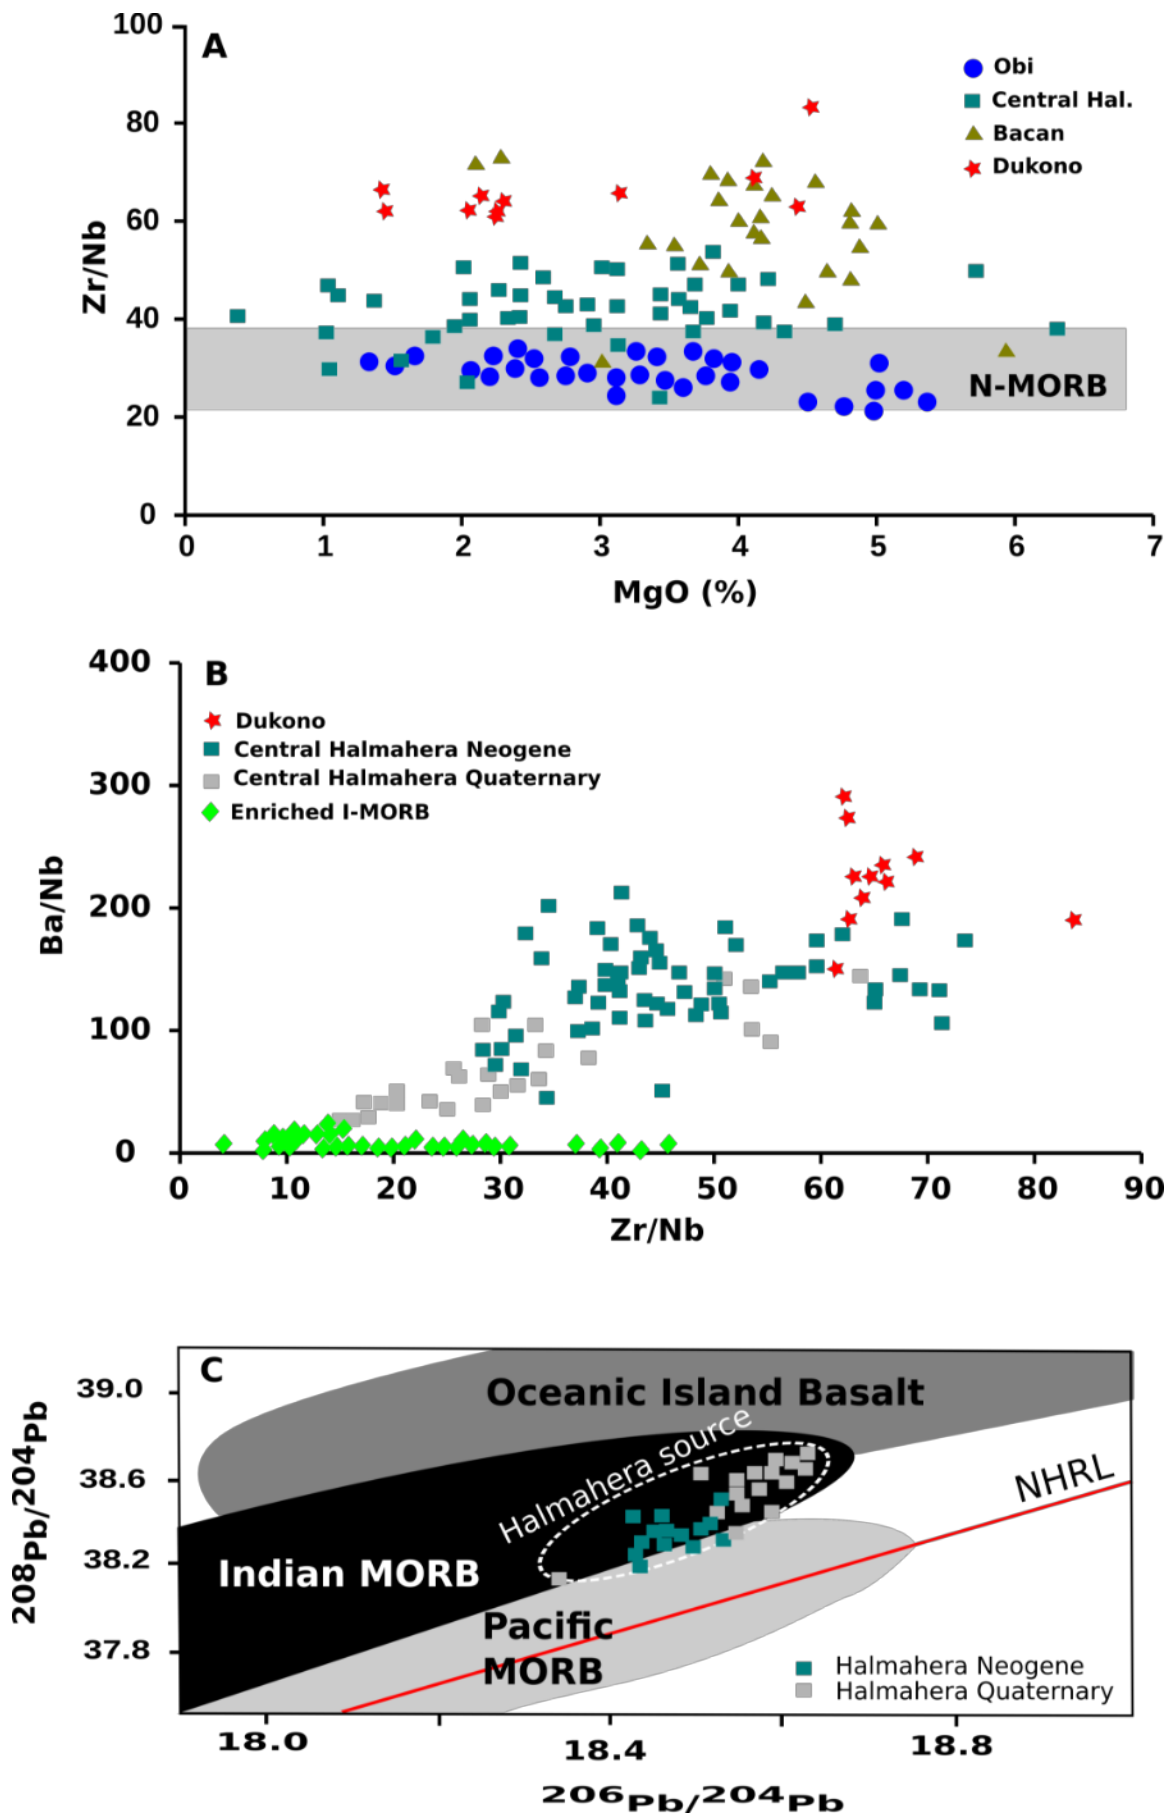 A
Zr/Nb
100
80
60
40
20
0
Obi
Central Hal.
Bacan
Dukono
N-MORB
0 1 2 3 4 5 6 7
MgO (%)
B
Ba/Nb
400
300
200
100
0
Dukono
Central Halmahera Neogene
Central Halmahera Quaternary
Enriched I-MORB
0 10 20 30 40 50 60 70 80 90
Zr/Nb
C
208Pb/204Pb
39.0
38.6
38.2
37.8
Oceanic Island Basalt
Halmahera source
NHRL
Indian MORB
Pacific
MORB
Halmahera Neogene
Halmahera Quaternary
18.0 18.4 18.8
206Pb/204Pb